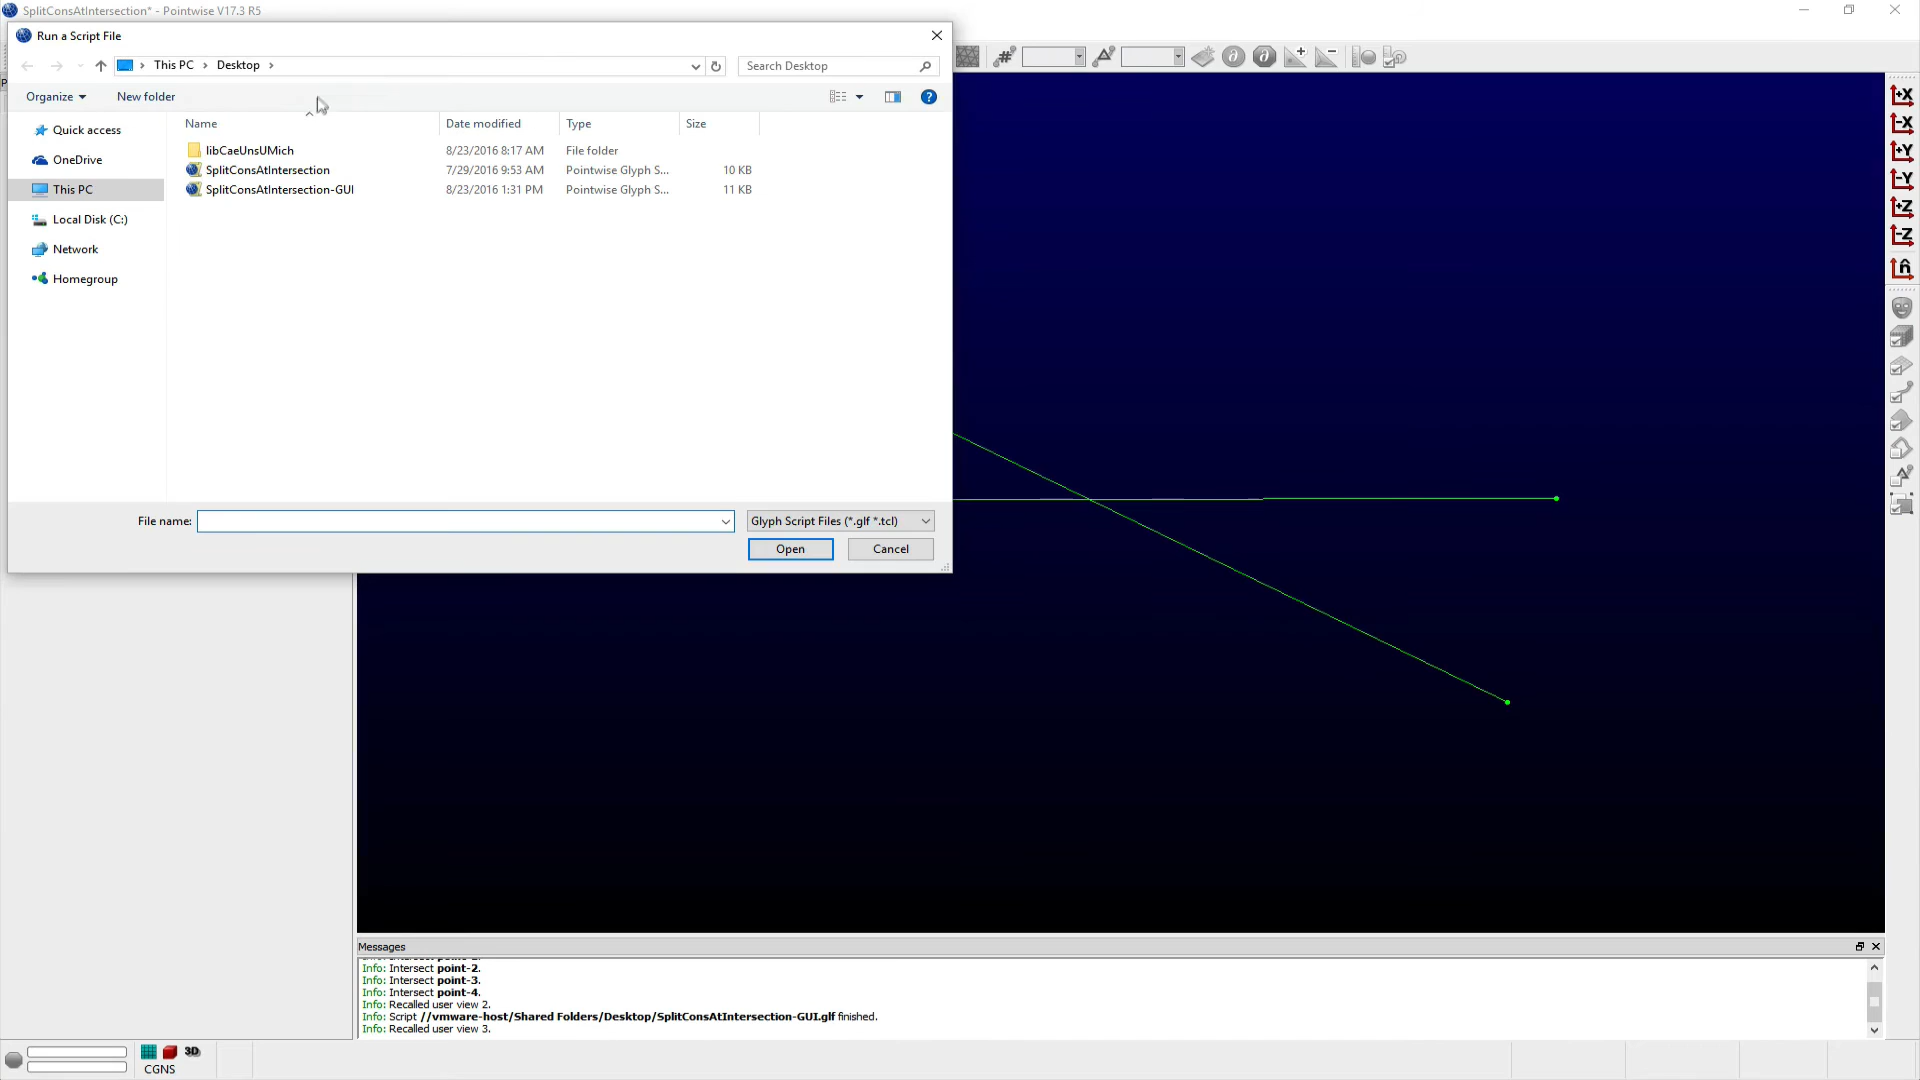 SplitConsAtIntersection* - Pointwise V17.3 R5
Run a Script File
This PC > Desktop >
Search Desktop
Organize
New folder
Name Date modified Type Size
Quick access
OneDrive
This PC
Local Disk (C:)
Network
Homegroup
libCaeUnsUMich 8/23/2016 8:17 AM File folder
SplitConsAtIntersection 7/29/2016 9:53 AM Pointwise Glyph S... 10 KB
SplitConsAtIntersection-GUI 8/23/2016 1:31 PM Pointwise Glyph S... 11 KB
File name:
Glyph Script Files (*.glf *.tcl)
Open
Cancel
+X
-X
+Y
-Y
+Z
-Z
n̂
Messages
Info: Intersect point-2.
Info: Intersect point-3.
Info: Intersect point-4.
Info: Recalled user view 2.
Info: Script //vmware-host/Shared Folders/Desktop/SplitConsAtIntersection-GUI.glf finished.
Info: Recalled user view 3.
3D
CGNS